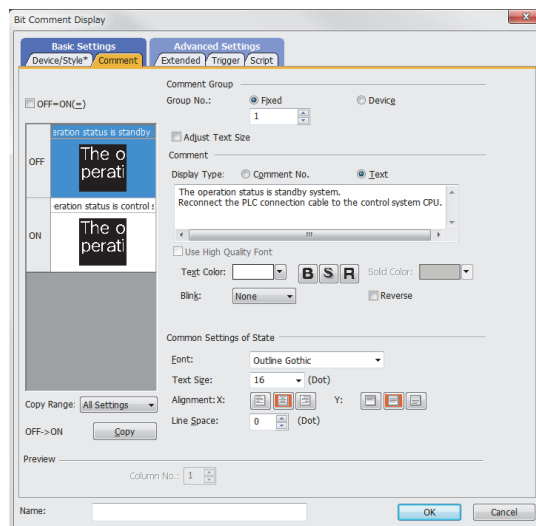 Bit Comment Display
Basic Settings
Advanced Settings
Device/Style* Comment Extended Trigger Script
Comment Group
Group No.: Fixed Device
1
OFF=ON(=)
Adjust Text Size
Comment
Display Type: Comment No. Text
The operation status is standby system.
Reconnect the PLC connection cable to the control system CPU.
eration status is standby
OFF
The o
perati
eration status is control s
ON
The o
perati
Use High Quality Font
Text Color: B S R Solid Color:
Blink: None Reverse
Common Settings of State
Font: Outline Gothic
Text Size: 16 (Dot)
Alignment: X: Y:
Line Space: 0 (Dot)
Copy Range: All Settings
OFF->ON Copy
Preview
Column No.: 1
Name:
OK Cancel